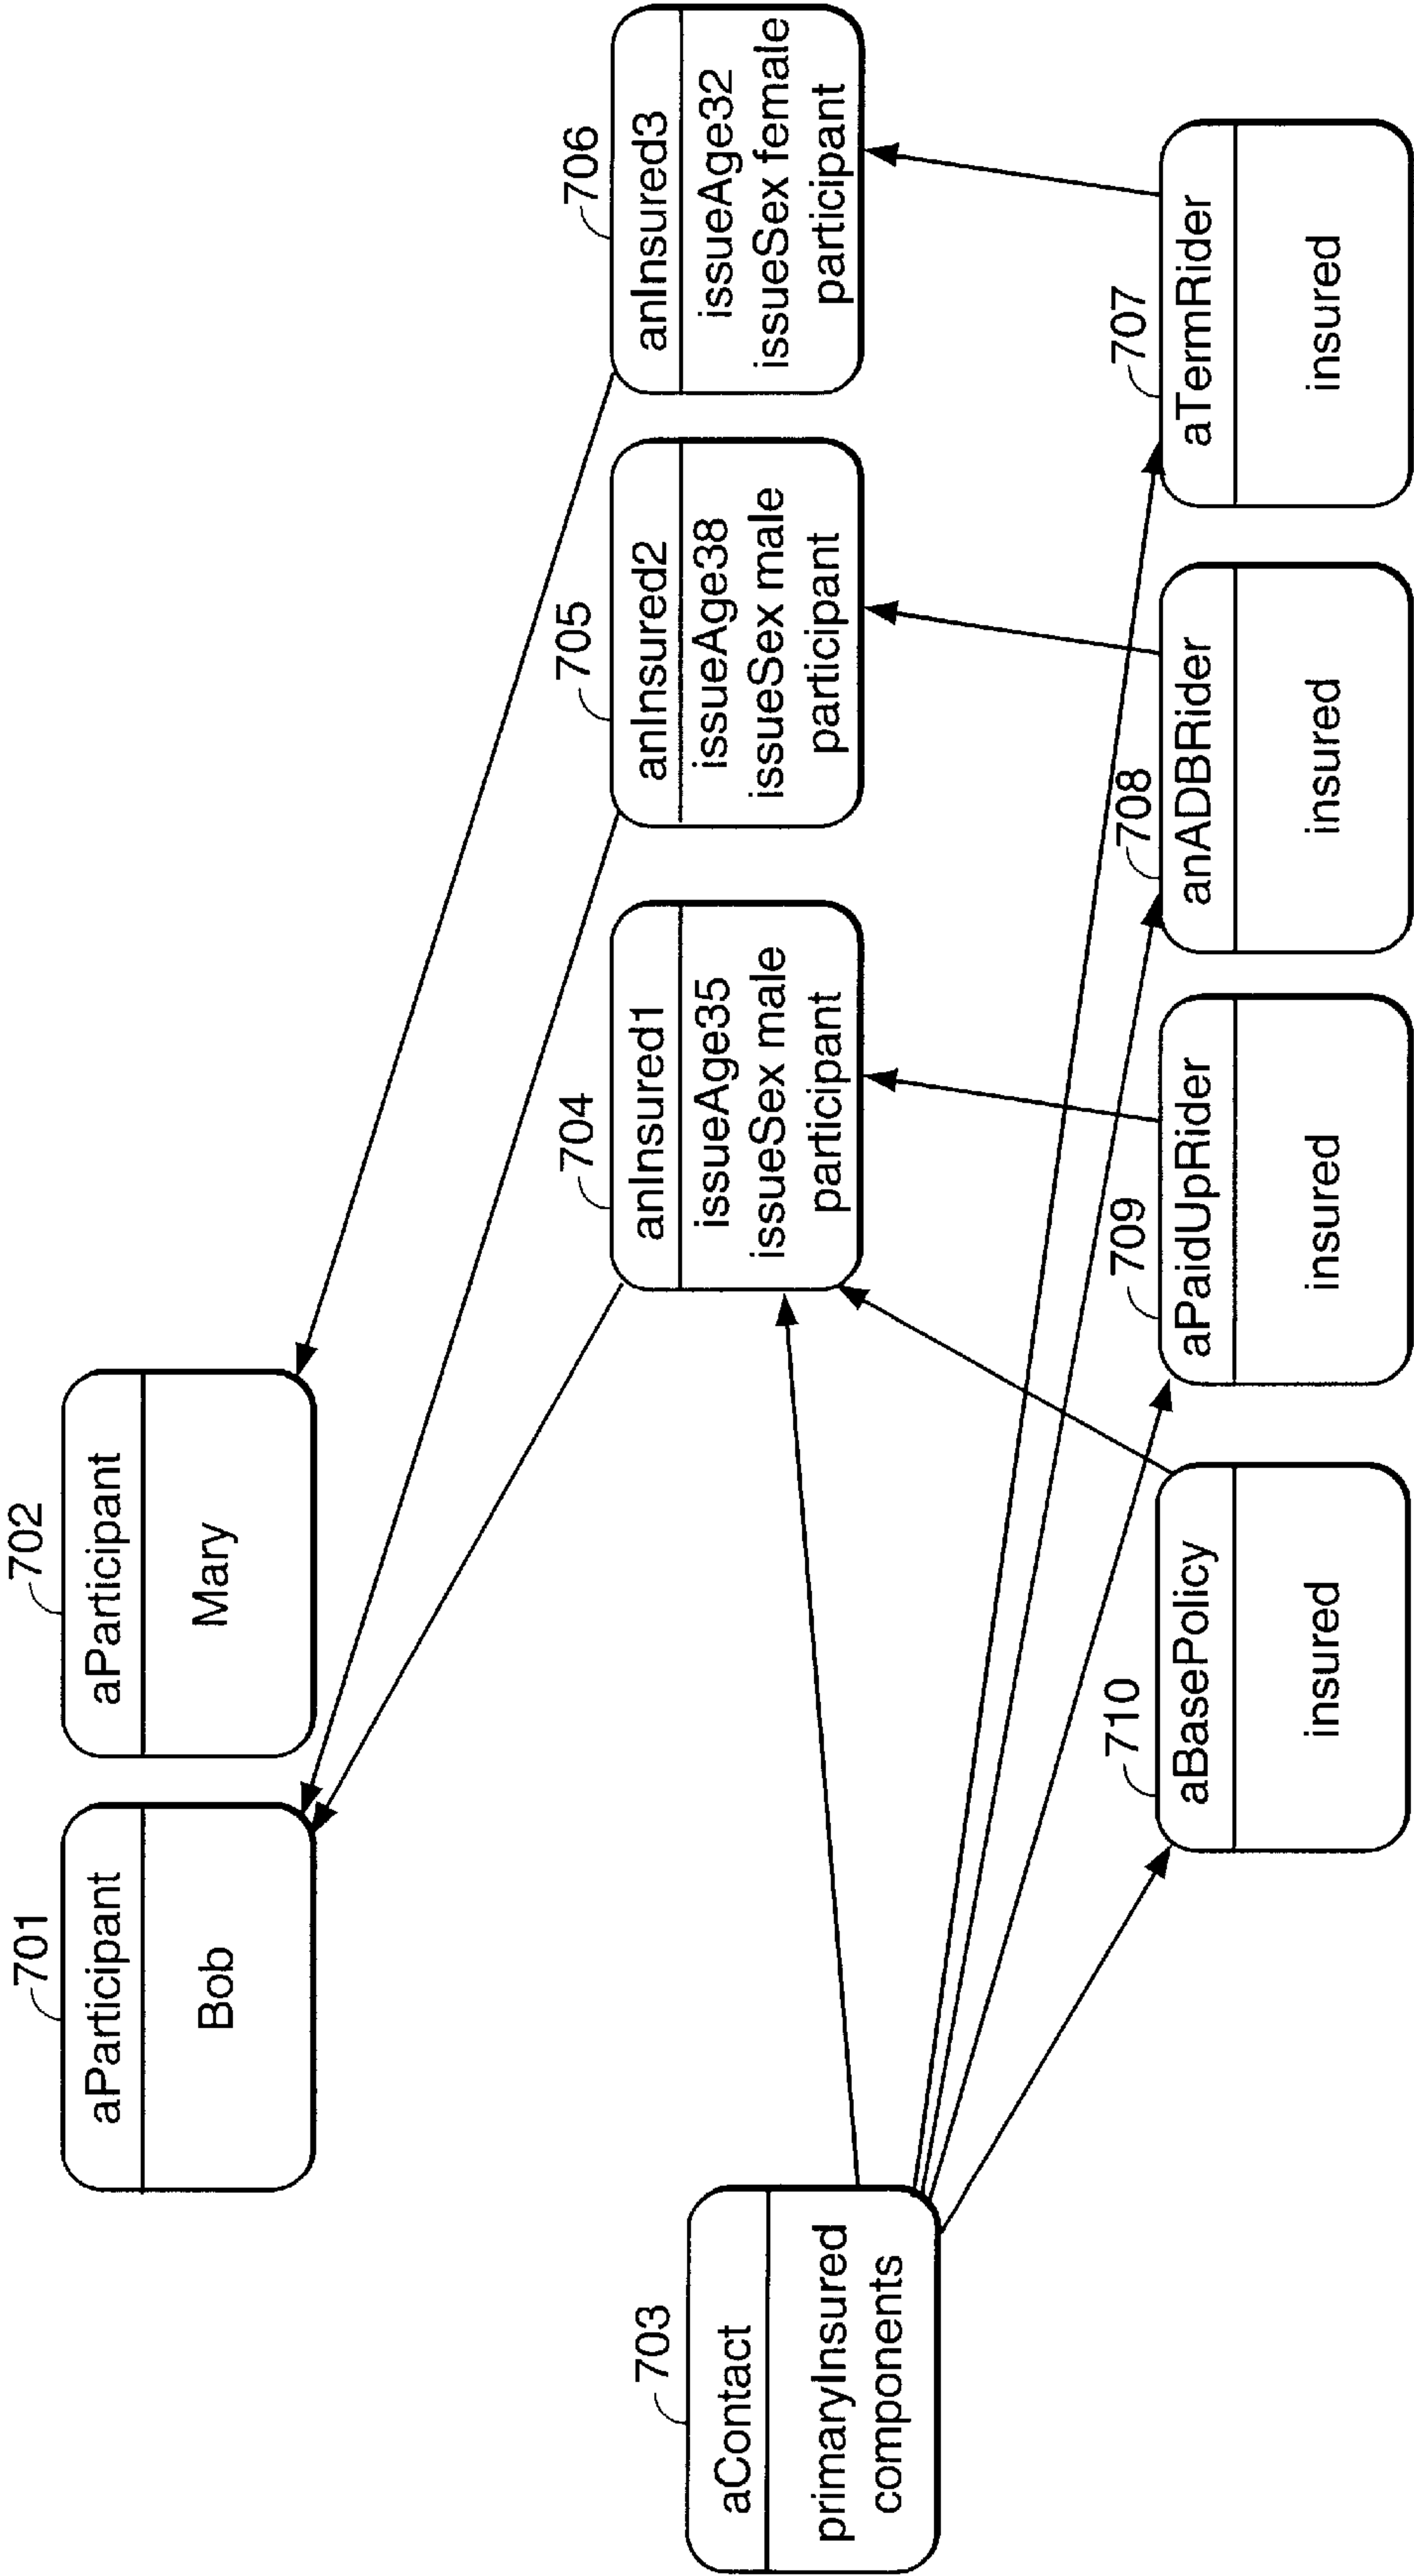 701
aParticipant
Bob
702
aParticipant
Mary
703
aContact
primaryInsured
components
704
anInsured1
issueAge35
issueSex male
participant
705
anInsured2
issueAge38
issueSex male
participant
706
anInsured3
issueAge32
issueSex female
participant
710
aBasePolicy
insured
709
aPaidUpRider
insured
708
anADBRider
insured
707
aTermRider
insured